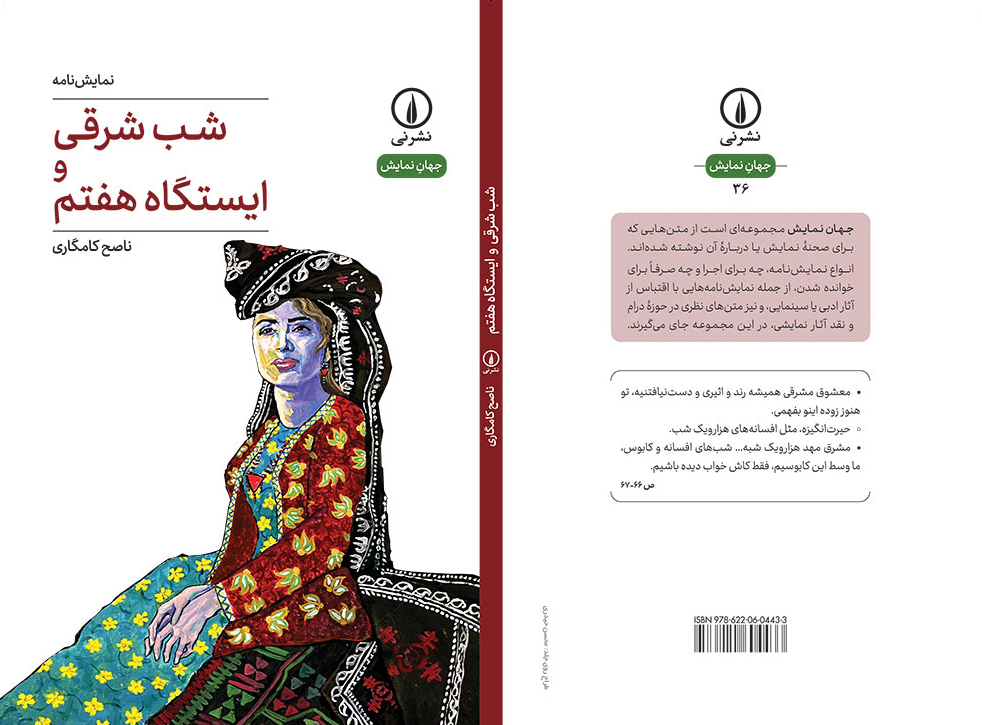 نمایش‌نامه
شب شرقی
و
ایستگاه هفتم
ناصح کامگاری
نشرنی
جهانِ نمایش
شب شرقی و ایستگاه هفتم
ناصح کامگاری
نشرنی
جهانِ نمایش
۳۶
جهانِ نمایش مجموعه‌ای است از متن‌هایی که
برای صحنهٔ نمایش یا دربارهٔ آن نوشته شده‌اند.
انواع نمایش‌نامه، چه برای اجرا و چه صرفاً برای
خوانده شدن، از جمله نمایش‌نامه‌هایی با اقتباس از
آثار ادبی یا سینمایی، و نیز متن‌های نظری در حوزهٔ درام
و نقد آثار نمایشی، در این مجموعه جای می‌گیرند.
• معشوق مشرقی همیشه رند و اثیری و دست‌نیافتنیه، تو
هنوز زوده اینو بفهمی.
○ حیرت‌انگیزه، مثل افسانه‌های هزارویک شب.
• مشرق مهد هزارویک شبه... شب‌های افسانه و کابوس،
ما وسط این کابوسیم، فقط کاش خواب دیده باشیم.
ص ۶۶-۶۷
طراح روی جلد: محسن حیدری
ISBN 978-622-06-0443-3